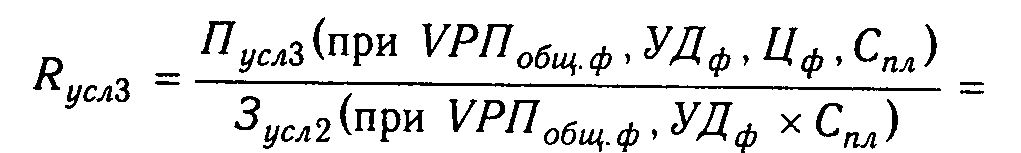 R усл3 = П усл3 (при VРП общ.ф , УД ф , Ц ф , С пл) / З усл2 (при VРП общ.ф , УД ф × С пл) =